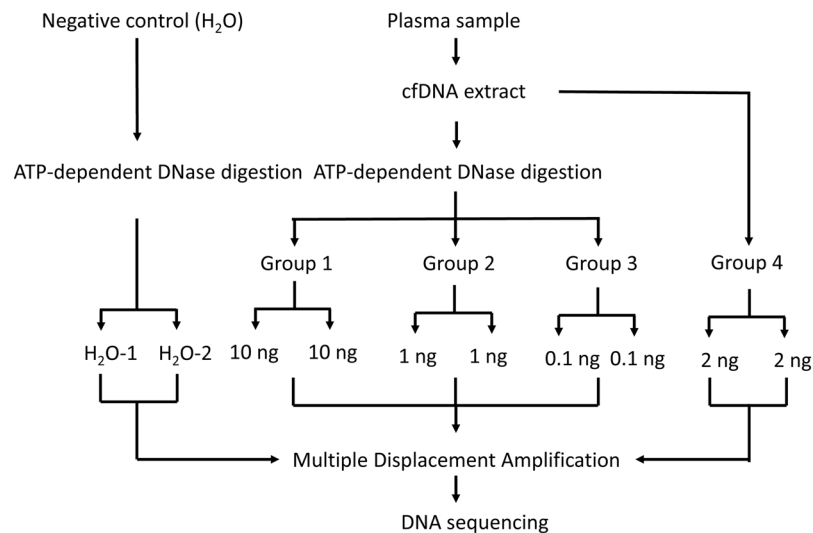 Negative control (H₂O) Plasma sample
cfDNA extract
ATP-dependent DNase digestion ATP-dependent DNase digestion
Group 1 Group 2 Group 3 Group 4
H₂O-1 H₂O-2 10 ng 10 ng 1 ng 1 ng 0.1 ng 0.1 ng 2 ng 2 ng
Multiple Displacement Amplification
DNA sequencing